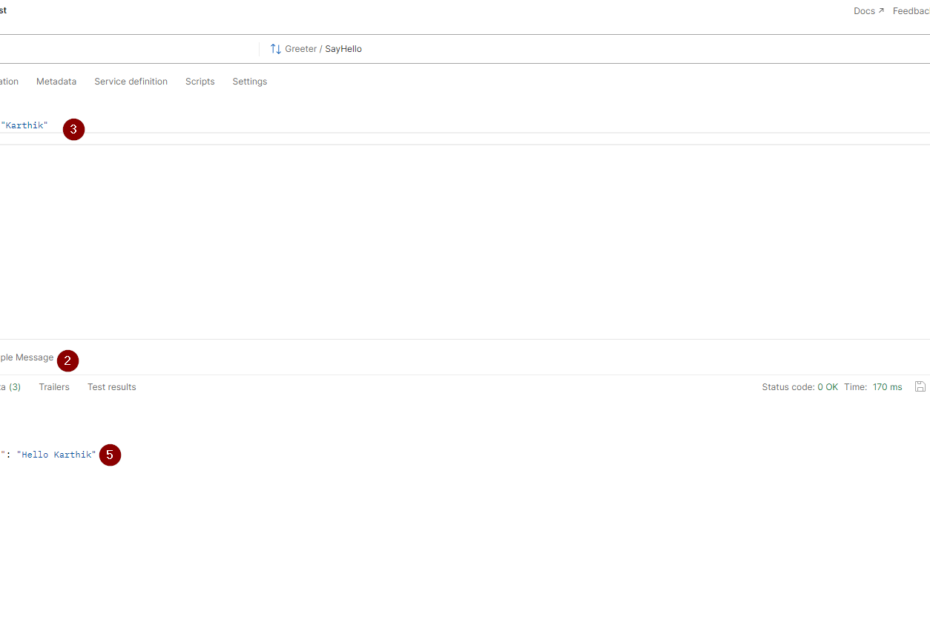 st
Docs ↗ Feedbac
Greeter / SayHello
ation Metadata Service definition Scripts Settings
"Karthik" 3
ple Message 2
ta (3) Trailers Test results Status code: 0 OK Time: 170 ms
": "Hello Karthik" 5